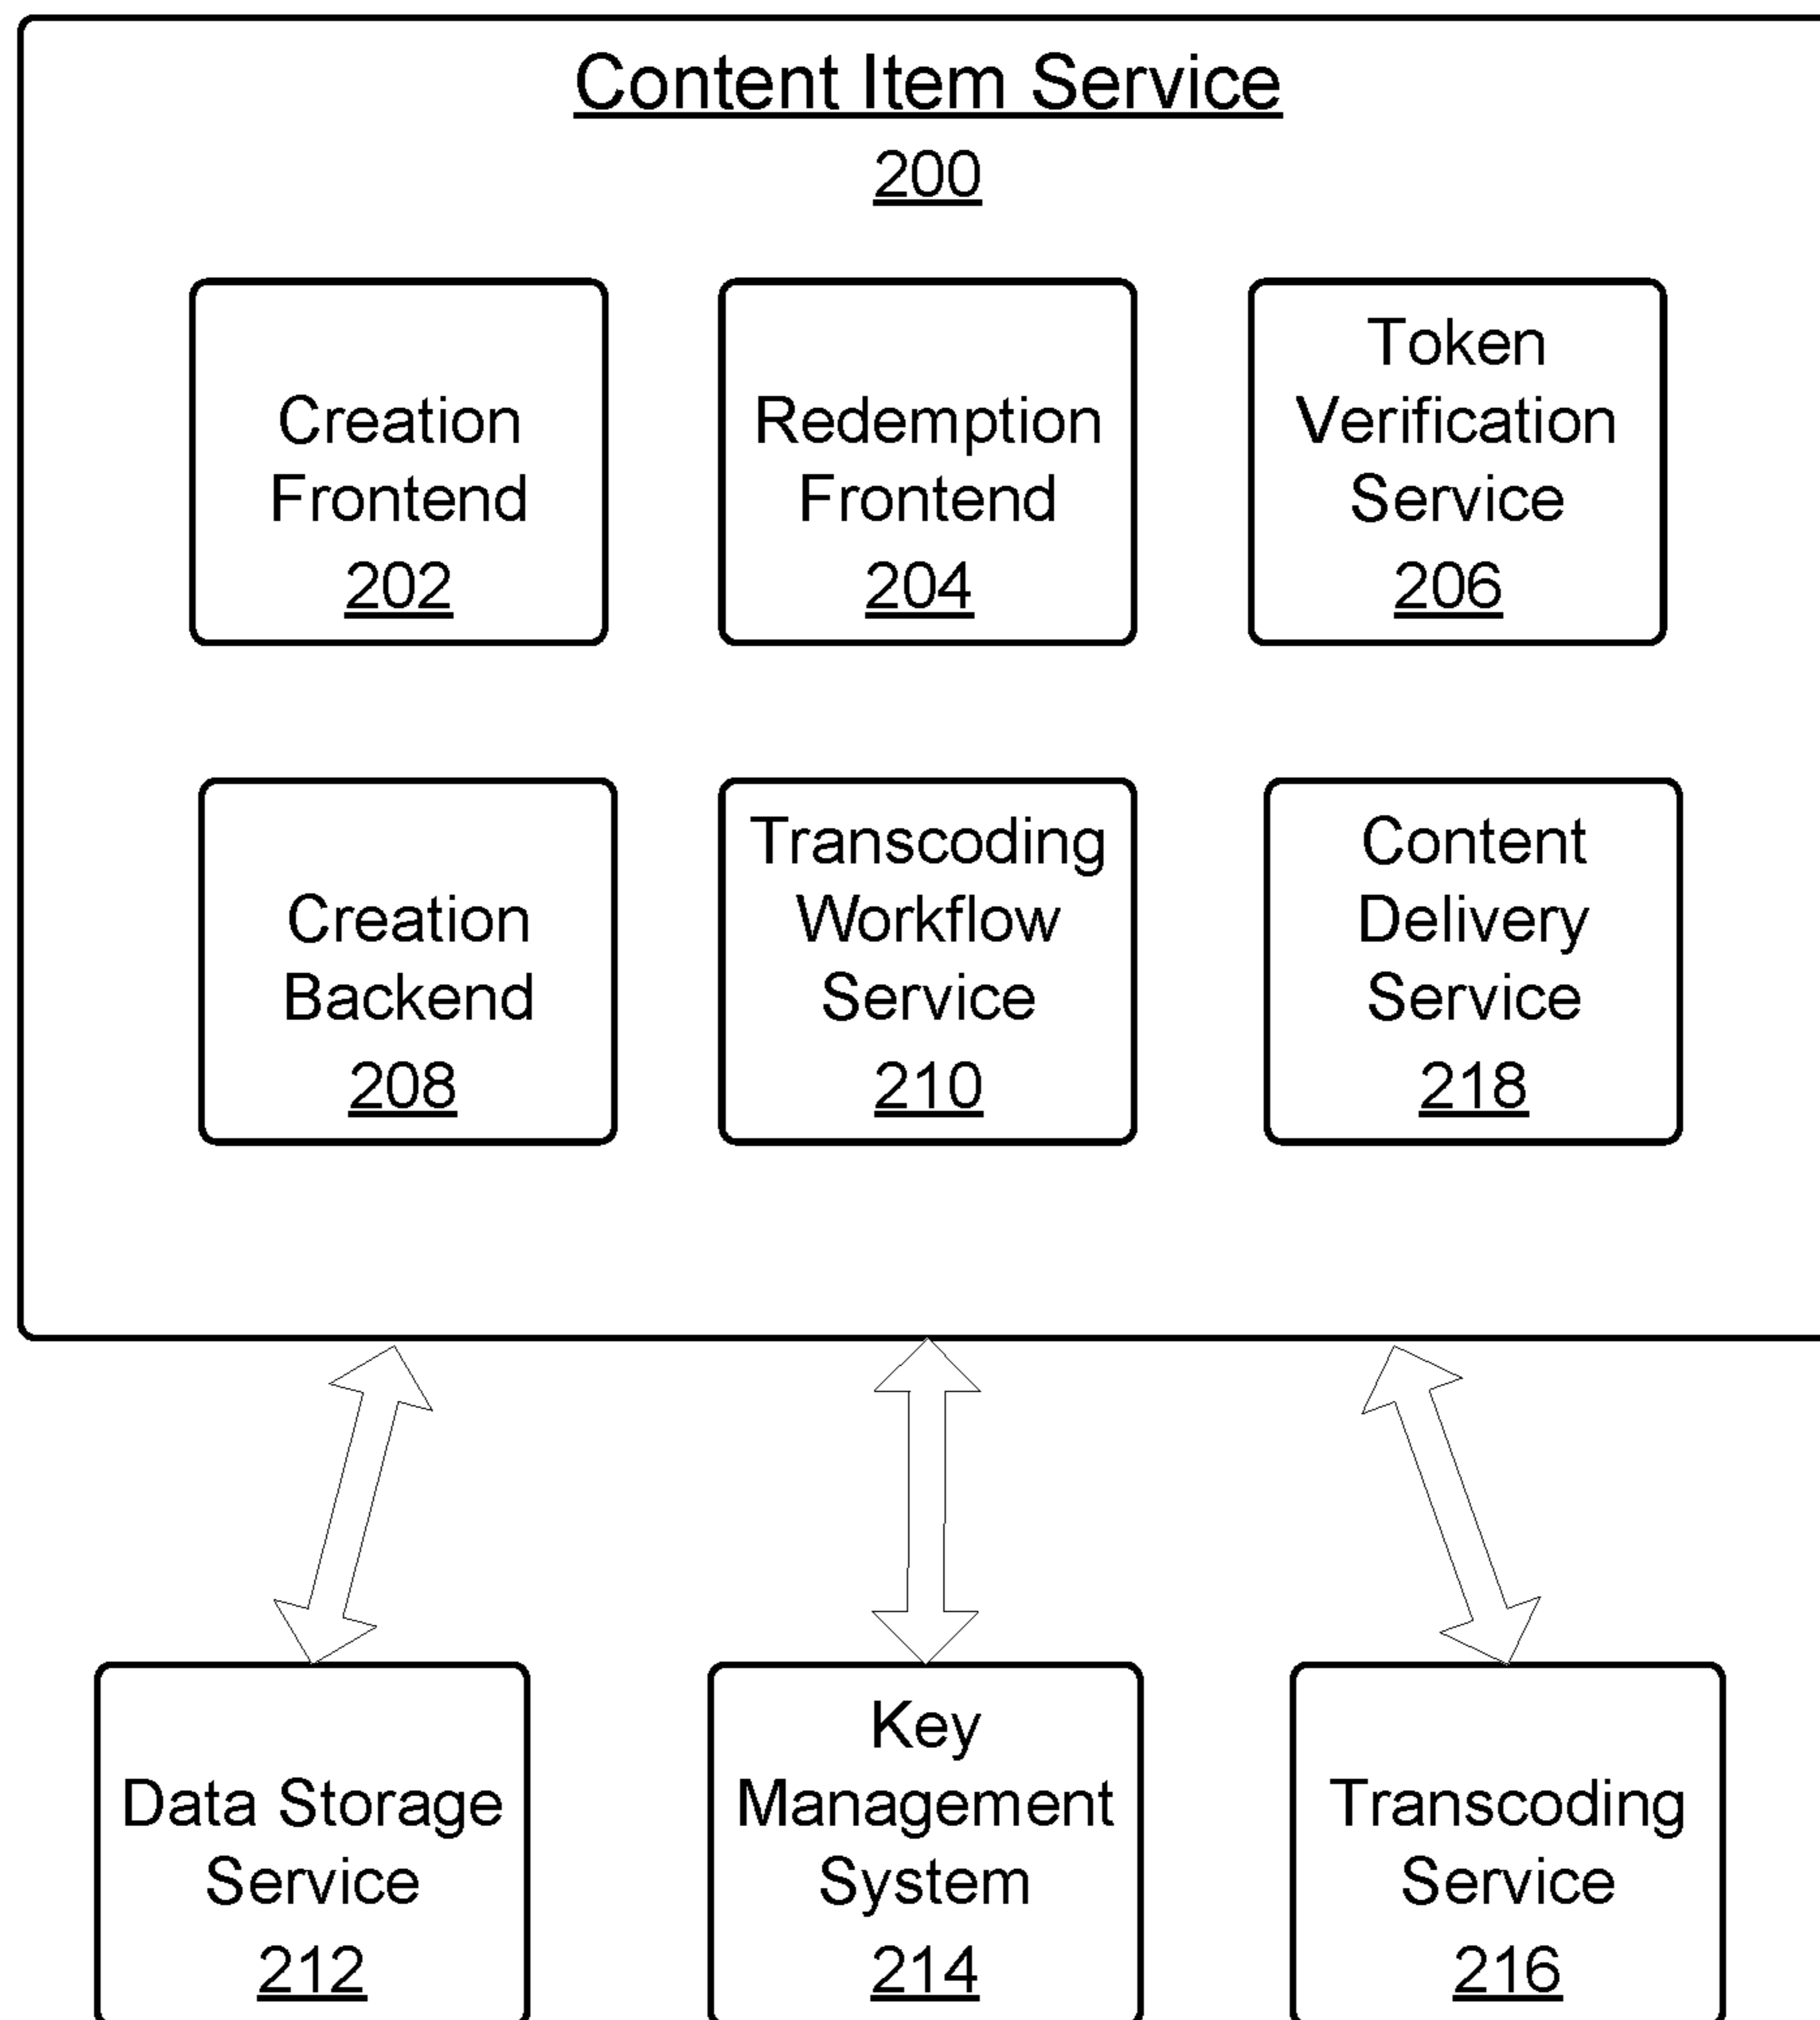 Content Item Service
200
Creation
Frontend
202
Redemption
Frontend
204
Token
Verification
Service
206
Creation
Backend
208
Transcoding
Workflow
Service
210
Content
Delivery
Service
218
Data Storage
Service
212
Key
Management
System
214
Transcoding
Service
216